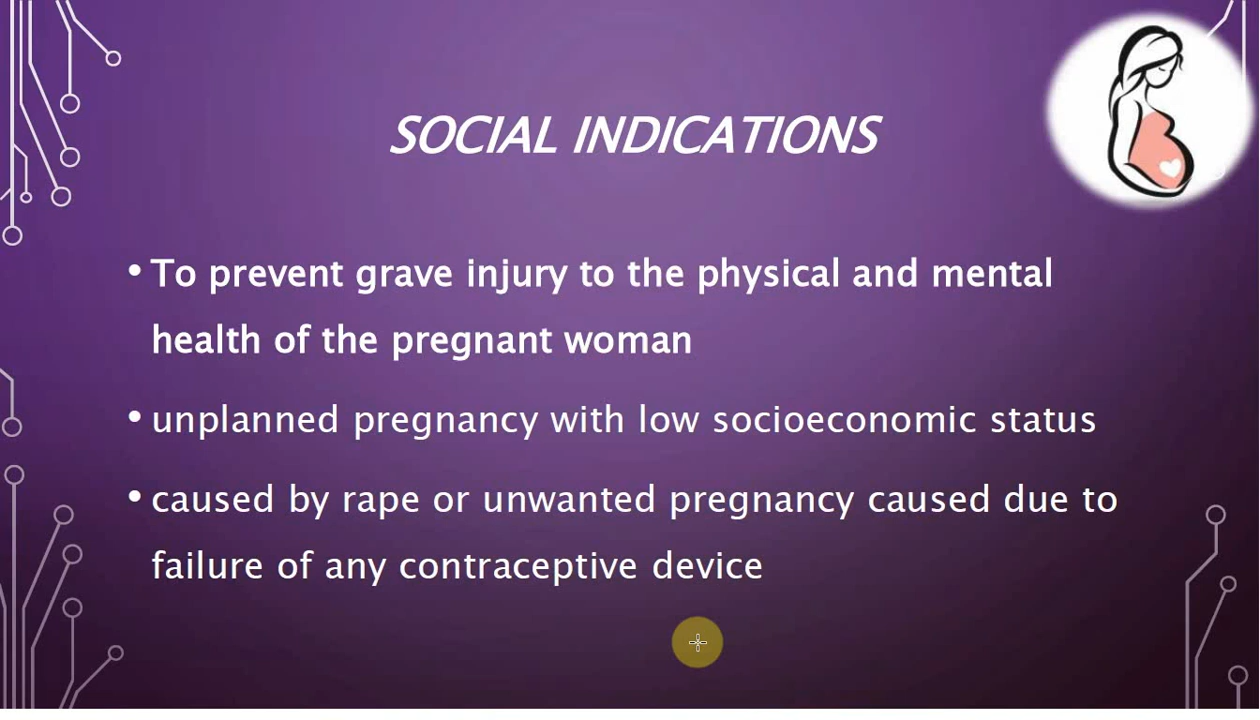 SOCIAL INDICATIONS
• To prevent grave injury to the physical and mental
health of the pregnant woman
• unplanned pregnancy with low socioeconomic status
• caused by rape or unwanted pregnancy caused due to
failure of any contraceptive device